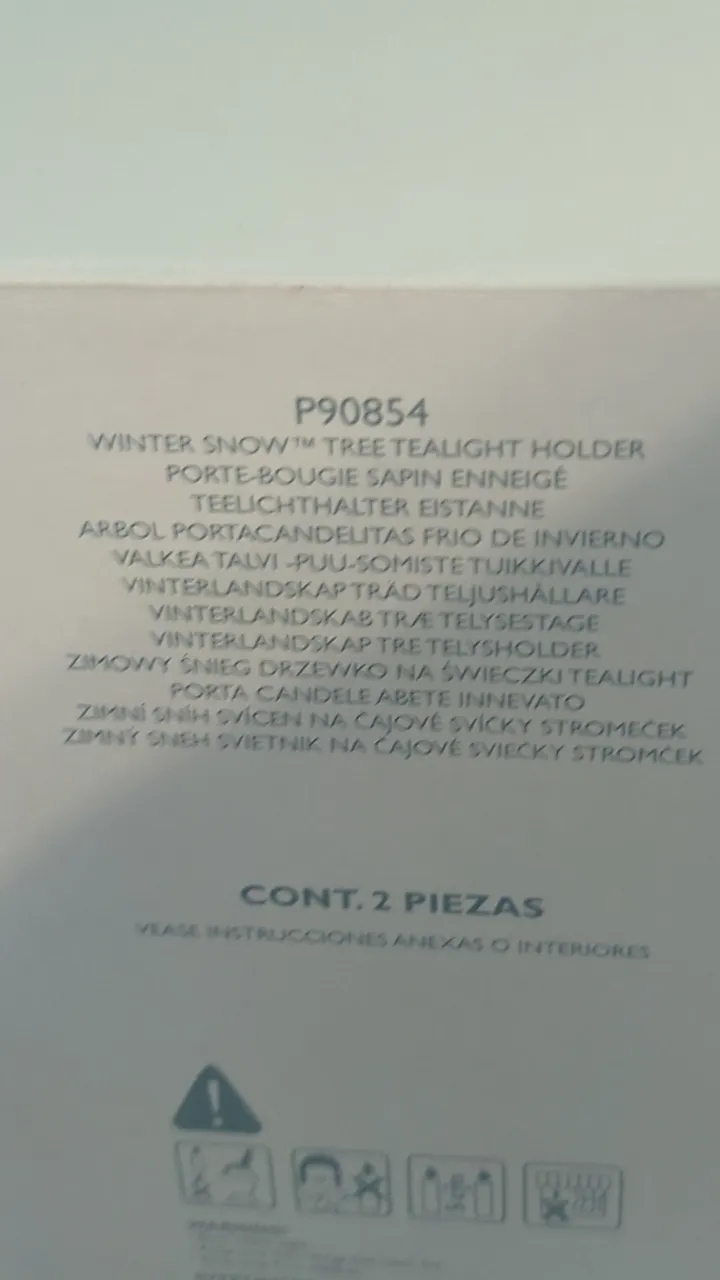 P90854
WINTER SNOW™ TREE TEALIGHT HOLDER
PORTE-BOUGIE SAPIN ENNEIGÉ
TEELICHTHALTER EISTANNE
ARBOL PORTACANDELITAS FRIO DE INVIERNO
VALKEA TALVI -PUU-SOMISTE TUIKKIVALLE
VINTERLANDSKAP TRÄD TELJUSHÅLLARE
VINTERLANDSKAB TRÆ TELYSESTAGE
VINTERLANDSKAP TRE TELYSHOLDER
ZIMOWY ŚNIEG DRZEWKO NA ŚWIECZKI TEALIGHT
PORTA CANDELE ABETE INNEVATO
ZIMNÍ SNÍH SVÍCEN NA ČAJOVÉ SVÍČKY STROMEČEK
ZIMNÝ SNEH SVIETNIK NA ČAJOVÉ SVIEČKY STROMČEK
CONT. 2 PIEZAS
VEASE INSTRUCCIONES ANEXAS O INTERIORES